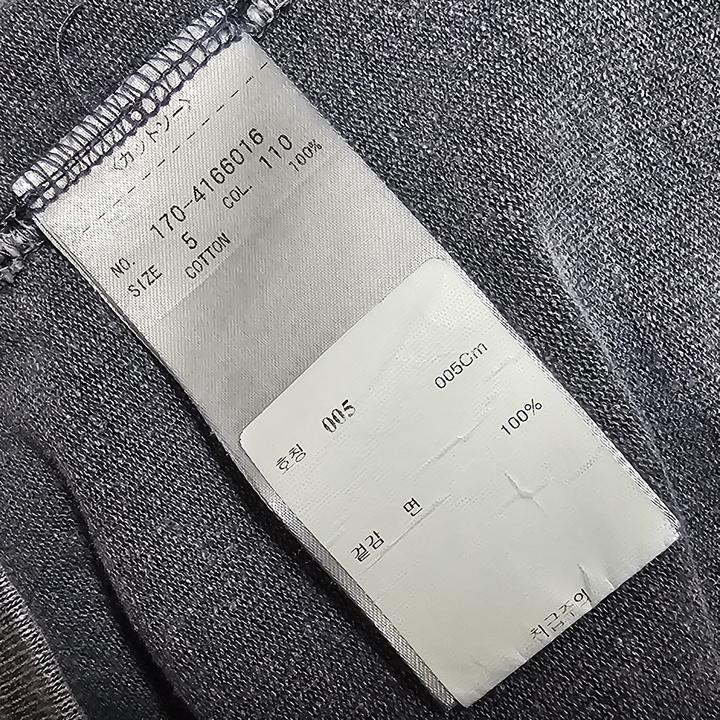 〈カットソー〉
NO. 170-4166016
SIZE 5 COL. 110
COTTON 100%
호칭 005 005Cm
겉감 면 100%
취급주의